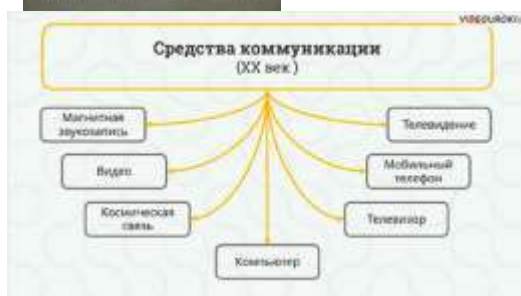 VIDEOUROKI
Средства коммуникации
(XX век)
Магнитная
звукозапись
Телевидение
Видео
Мобильный
телефон
Космическая
связь
Телевизор
Компьютер